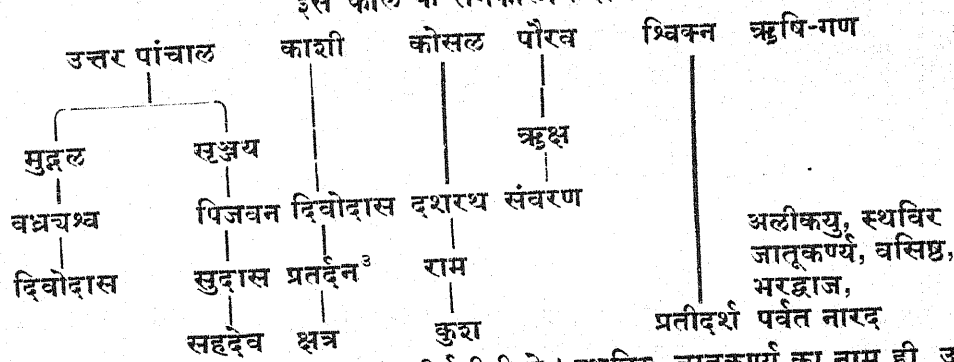 उत्तर पांचाल काशी कोसल पौरव श्विक्न ऋषि-गण
मुद्गल सृञ्जय ऋक्ष
वध्र्यश्व पिजवन दिवोदास दशरथ संवरण
अलीकयु, स्थविर
जातूकर्ण्य, वसिष्ठ,
दिवोदास सुदास प्रतर्दन³ राम भरद्वाज,
सहदेव क्षत्र कुश प्रतीदर्श पर्वत नारद